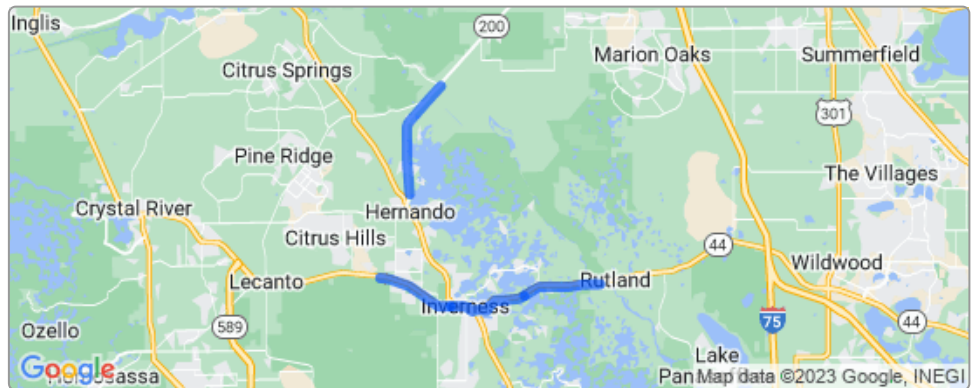 Inglis
200
Marion Oaks
Summerfield
Citrus Springs
301
Pine Ridge
The Villages
Crystal River
Hernando
Citrus Hills
44
Wildwood
Lecanto
Rutland
Inverness
589
75
44
Ozello
Lake
Google
Map data ©2023 Google, INEGI